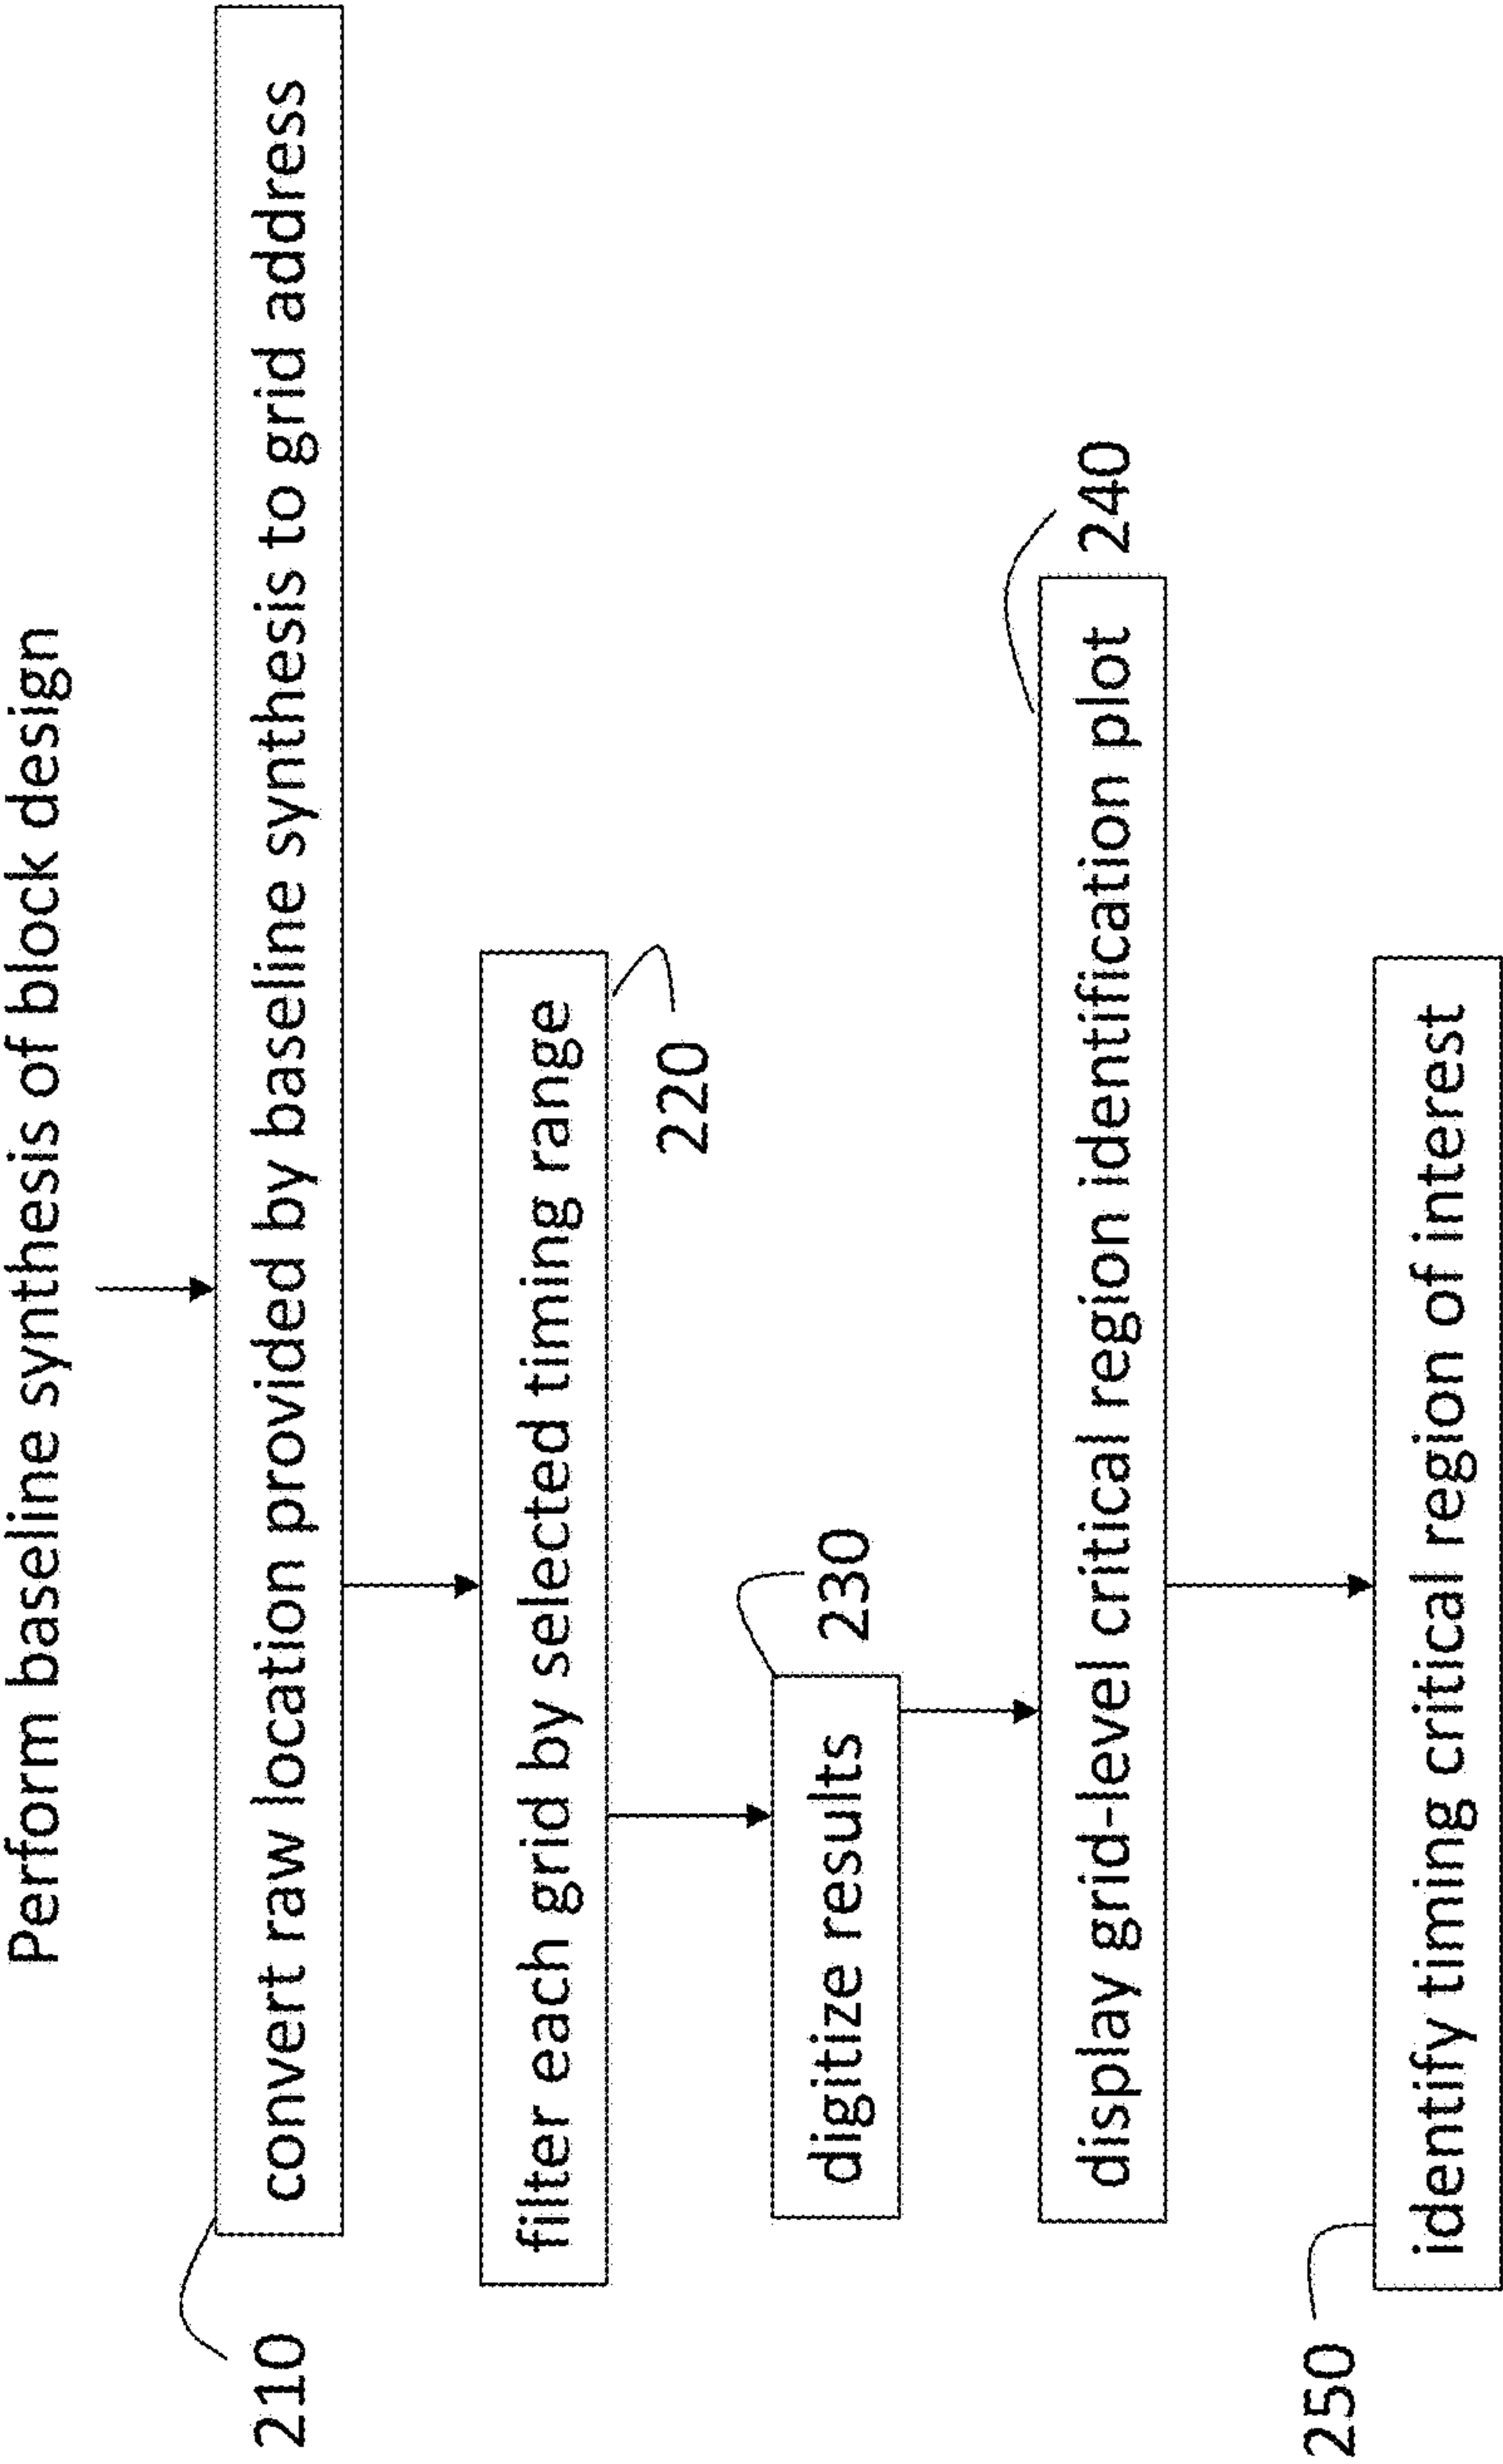 Perform baseline synthesis of block design
210
convert raw location provided by baseline synthesis to grid address
filter each grid by selected timing range
220
digitize results
230
display grid-level critical region identification plot
240
250
identify timing critical region of interest